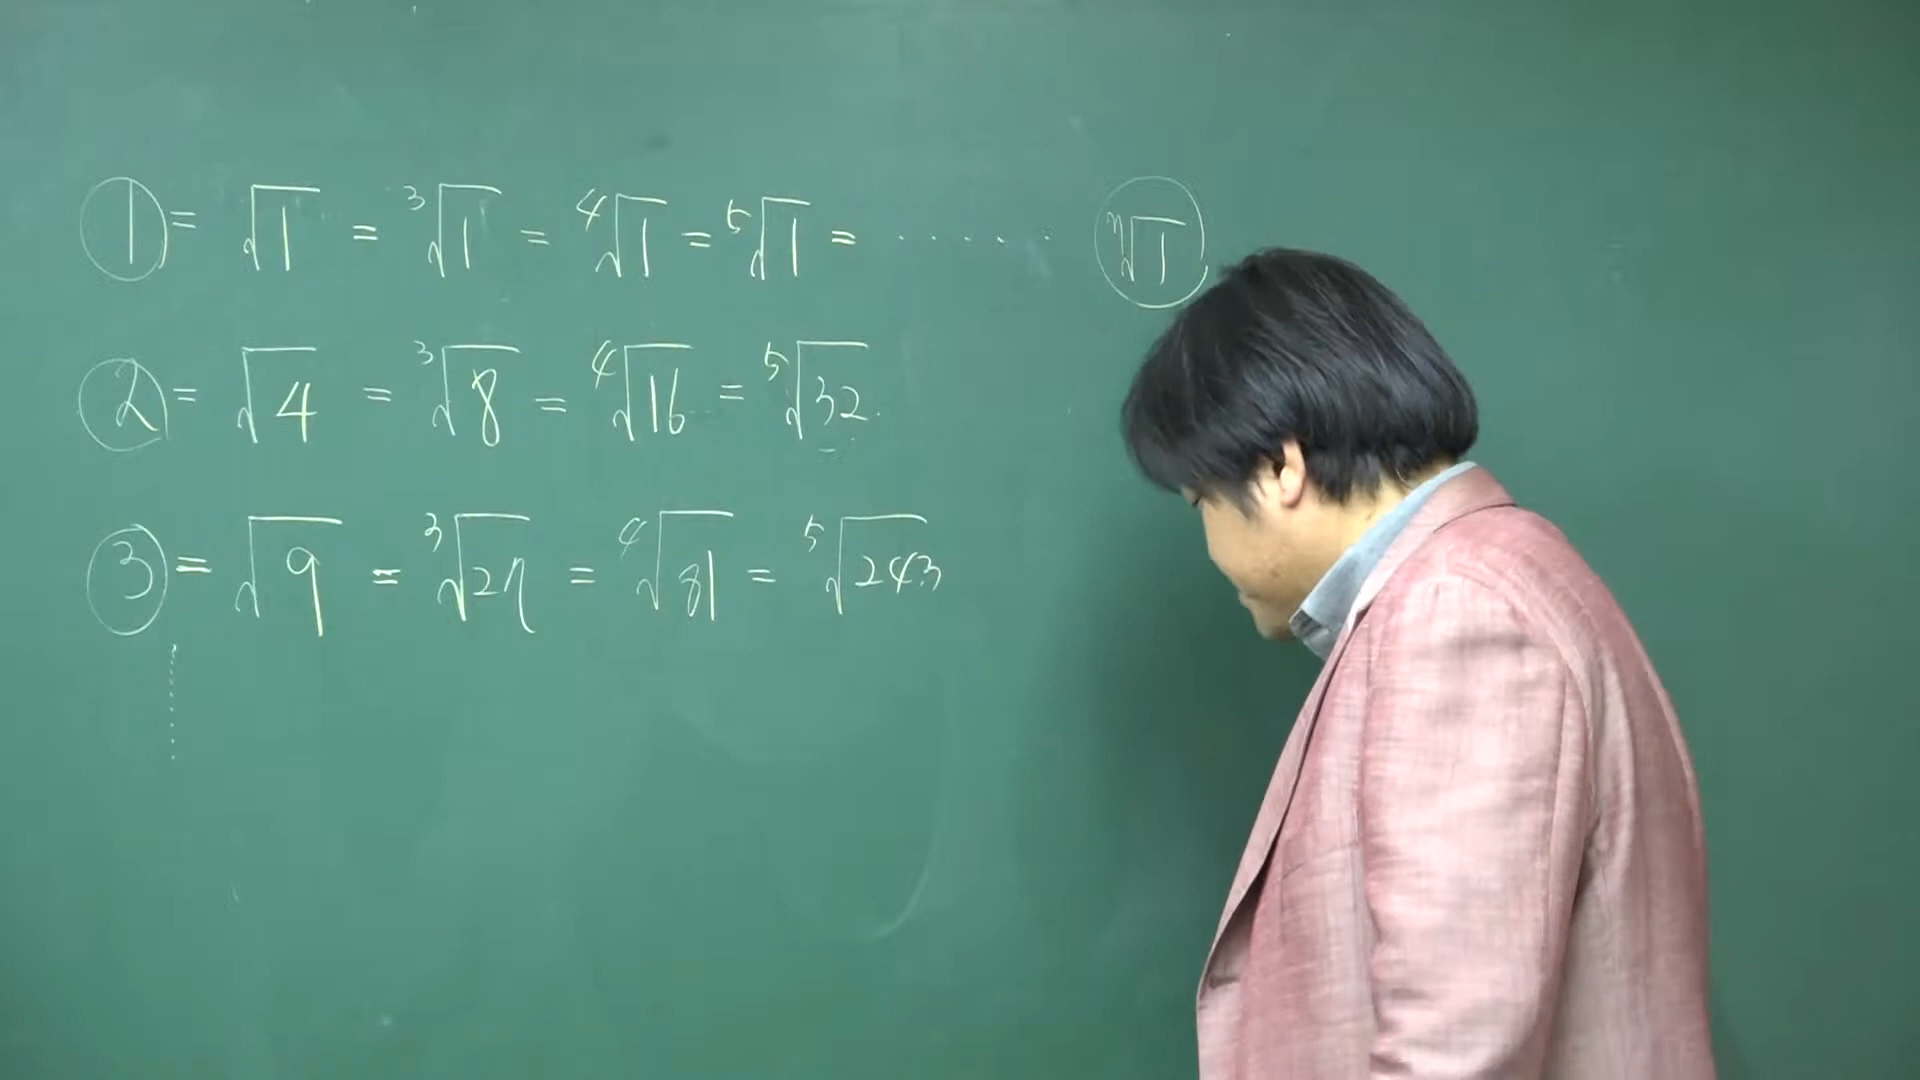 ① = √1 = ³√1 = ⁴√1 = ⁵√1 = ...... ⁿ√1
② = √4 = ³√8 = ⁴√16 = ⁵√32
③ = √9 = ³√27 = ⁴√81 = ⁵√243